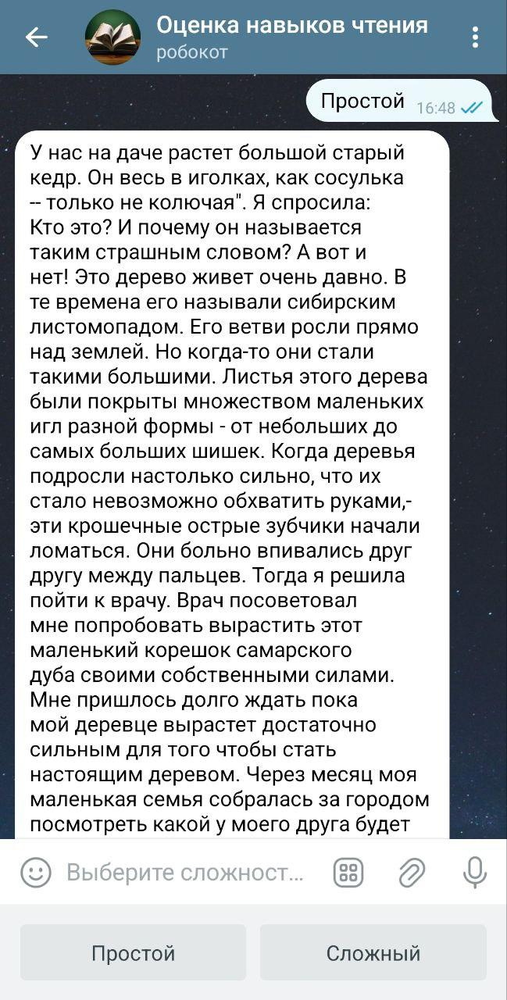 Оценка навыков чтения
робокот
Простой 16:48
У нас на даче растет большой старый
кедр. Он весь в иголках, как сосулька
-- только не колючая". Я спросила:
Кто это? И почему он называется
таким страшным словом? А вот и
нет! Это дерево живет очень давно. В
те времена его называли сибирским
листомопадом. Его ветви росли прямо
над землей. Но когда-то они стали
такими большими. Листья этого дерева
были покрыты множеством маленьких
игл разной формы - от небольших до
самых больших шишек. Когда деревья
подросли настолько сильно, что их
стало невозможно обхватить руками,-
эти крошечные острые зубчики начали
ломаться. Они больно впивались друг
другу между пальцев. Тогда я решила
пойти к врачу. Врач посоветовал
мне попробовать вырастить этот
маленький корешок самарского
дуба своими собственными силами.
Мне пришлось долго ждать пока
мой деревце вырастет достаточно
сильным для того чтобы стать
настоящим деревом. Через месяц моя
маленькая семья собралась за городом
посмотреть какой у моего друга будет
Выберите сложност...
Простой
Сложный